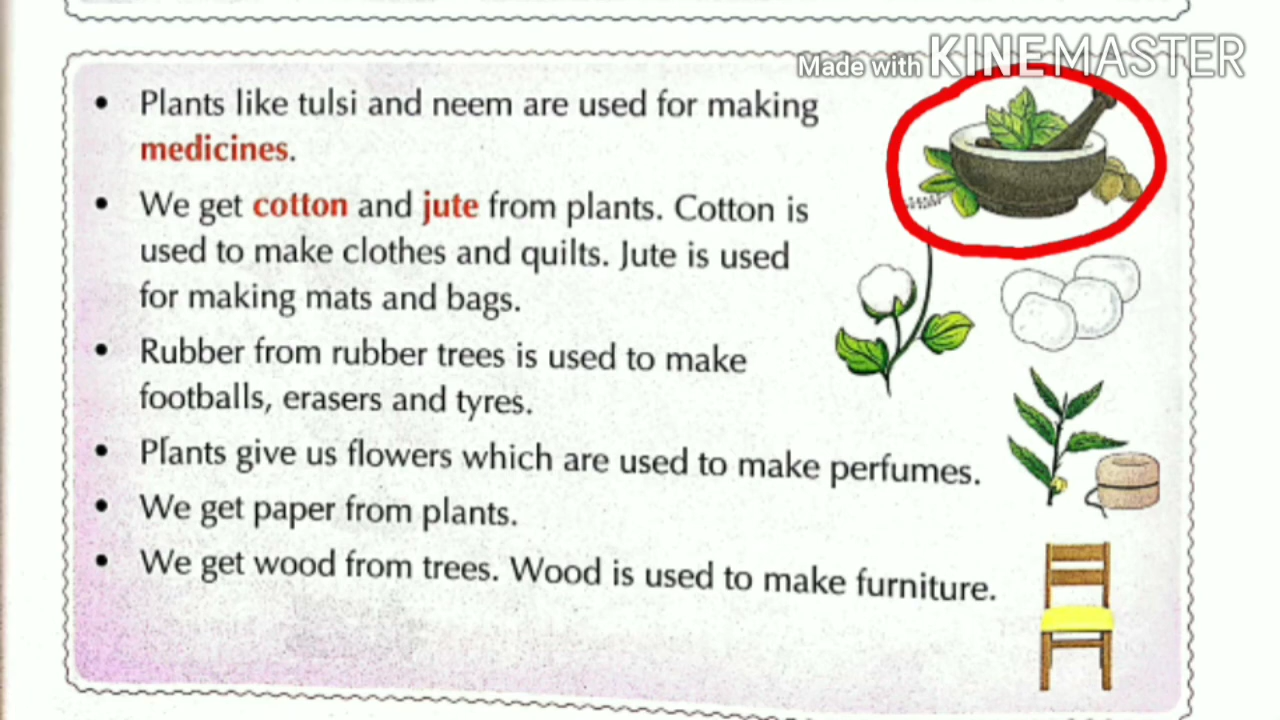 Made with KINEMASTER
• Plants like tulsi and neem are used for making
medicines.
• We get cotton and jute from plants. Cotton is
used to make clothes and quilts. Jute is used
for making mats and bags.
• Rubber from rubber trees is used to make
footballs, erasers and tyres.
• Plants give us flowers which are used to make perfumes.
• We get paper from plants.
• We get wood from trees. Wood is used to make furniture.